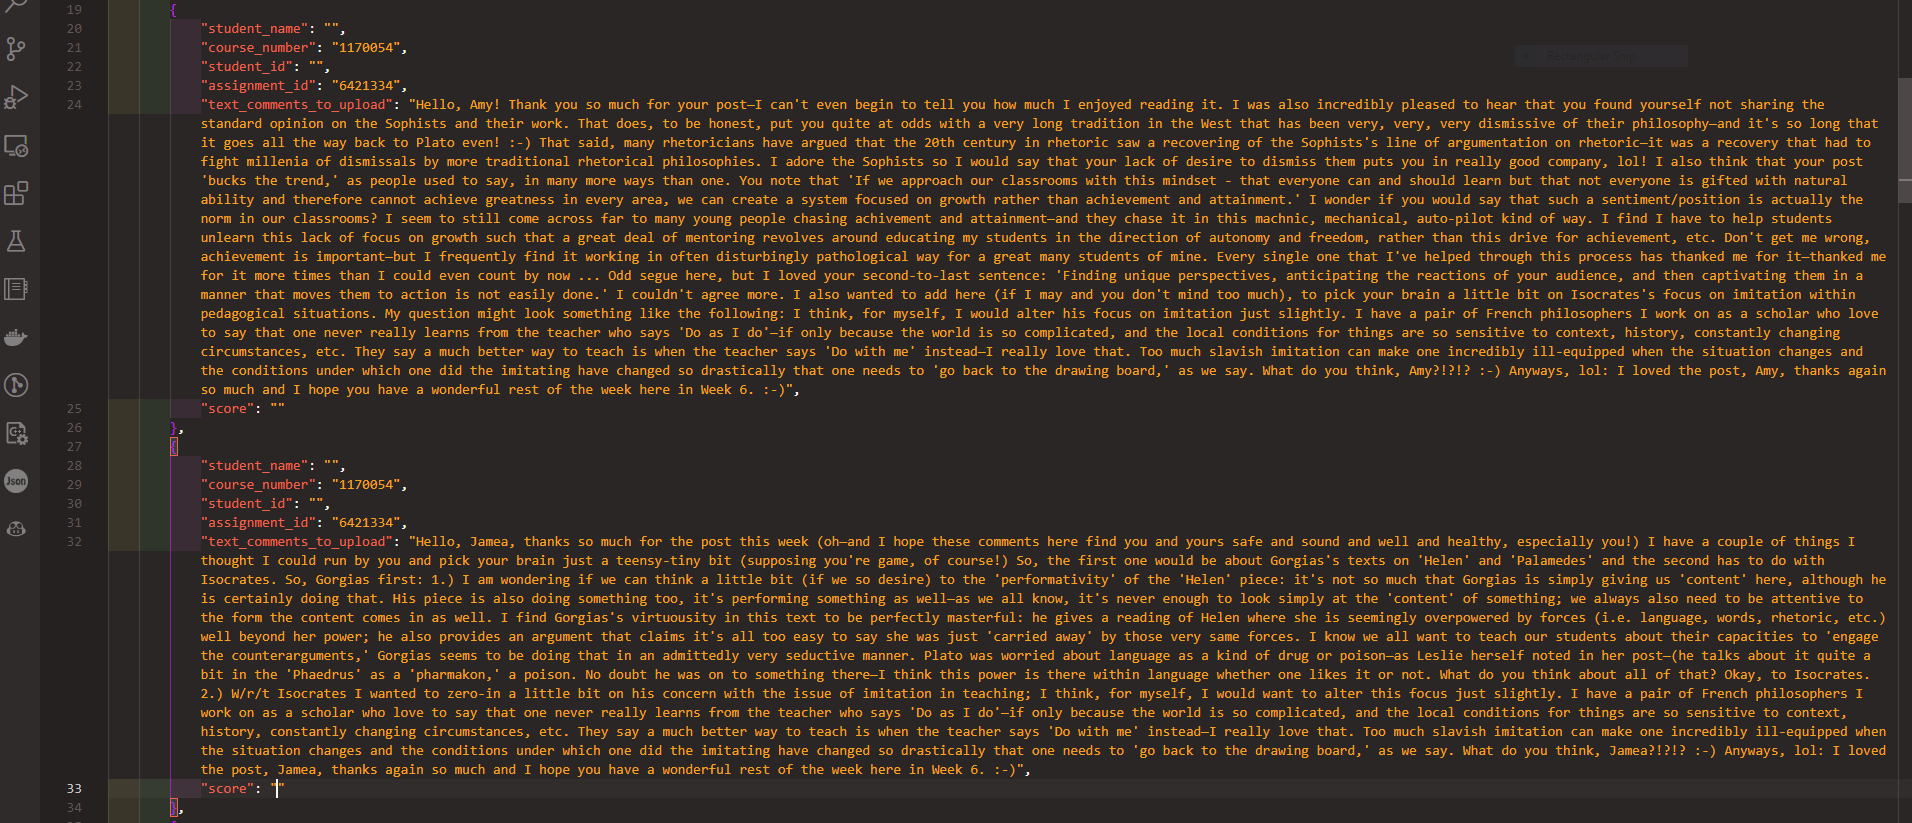 19 {
20 "student_name": "",
21 "course_number": "1170054",
22 "student_id": "",
23 "assignment_id": "6421334",
24 "text_comments_to_upload": "Hello, Amy! Thank you so much for your post—I can't even begin to tell you how much I enjoyed reading it. I was also incredibly pleased to hear that you found yourself not sharing the
standard opinion on the Sophists and their work. That does, to be honest, put you quite at odds with a very long tradition in the West that has been very, very, very dismissive of their philosophy—and it's so long that
it goes all the way back to Plato even! :-) That said, many rhetoricians have argued that the 20th century in rhetoric saw a recovering of the Sophists's line of argumentation on rhetoric—it was a recovery that had to
fight millenia of dismissals by more traditional rhetorical philosophies. I adore the Sophists so I would say that your lack of desire to dismiss them puts you in really good company, lol! I also think that your post
'bucks the trend,' as people used to say, in many more ways than one. You note that 'If we approach our classrooms with this mindset - that everyone can and should learn but that not everyone is gifted with natural
ability and therefore cannot achieve greatness in every area, we can create a system focused on growth rather than achievement and attainment.' I wonder if you would say that such a sentiment/position is actually the
norm in our classrooms? I seem to still come across far to many young people chasing achivement and attainment—and they chase it in this machnic, mechanical, auto-pilot kind of way. I find I have to help students
unlearn this lack of focus on growth such that a great deal of mentoring revolves around educating my students in the direction of autonomy and freedom, rather than this drive for achievement, etc. Don't get me wrong,
achievement is important—but I frequently find it working in often disturbingly pathological way for a great many students of mine. Every single one that I've helped through this process has thanked me for it—thanked me
for it more times than I could even count by now ... Odd segue here, but I loved your second-to-last sentence: 'Finding unique perspectives, anticipating the reactions of your audience, and then captivating them in a
manner that moves them to action is not easily done.' I couldn't agree more. I also wanted to add here (if I may and you don't mind too much), to pick your brain a little bit on Isocrates's focus on imitation within
pedagogical situations. My question might look something like the following: I think, for myself, I would alter his focus on imitation just slightly. I have a pair of French philosophers I work on as a scholar who love
to say that one never really learns from the teacher who says 'Do as I do'—if only because the world is so complicated, and the local conditions for things are so sensitive to context, history, constantly changing
circumstances, etc. They say a much better way to teach is when the teacher says 'Do with me' instead—I really love that. Too much slavish imitation can make one incredibly ill-equipped when the situation changes and
the conditions under which one did the imitating have changed so drastically that one needs to 'go back to the drawing board,' as we say. What do you think, Amy?!?!? :-) Anyways, lol: I loved the post, Amy, thanks again
so much and I hope you have a wonderful rest of the week here in Week 6. :-)",
25 "score": ""
26 },
27 {
28 "student_name": "",
29 "course_number": "1170054",
30 "student_id": "",
31 "assignment_id": "6421334",
32 "text_comments_to_upload": "Hello, Jamea, thanks so much for the post this week (oh—and I hope these comments here find you and yours safe and sound and well and healthy, especially you!) I have a couple of things I
thought I could run by you and pick your brain just a teensy-tiny bit (supposing you're game, of course!) So, the first one would be about Gorgias's texts on 'Helen' and 'Palamedes' and the second has to do with
Isocrates. So, Gorgias first: 1.) I am wondering if we can think a little bit (if we so desire) to the 'performativity' of the 'Helen' piece: it's not so much that Gorgias is simply giving us 'content' here, although he
is certainly doing that. His piece is also doing something too, it's performing something as well—as we all know, it's never enough to look simply at the 'content' of something; we always also need to be attentive to
the form the content comes in as well. I find Gorgias's virtuousity in this text to be perfectly masterful: he gives a reading of Helen where she is seemingly overpowered by forces (i.e. language, words, rhetoric, etc.)
well beyond her power; he also provides an argument that claims it's all too easy to say she was just 'carried away' by those very same forces. I know we all want to teach our students about their capacities to 'engage
the counterarguments,' Gorgias seems to be doing that in an admittedly very seductive manner. Plato was worried about language as a kind of drug or poison—as Leslie herself noted in her post—(he talks about it quite a
bit in the 'Phaedrus' as a 'pharmakon,' a poison. No doubt he was on to something there—I think this power is there within language whether one likes it or not. What do you think about all of that? Okay, to Isocrates.
2.) W/r/t Isocrates I wanted to zero-in a little bit on his concern with the issue of imitation in teaching; I think, for myself, I would want to alter this focus just slightly. I have a pair of French philosophers I
work on as a scholar who love to say that one never really learns from the teacher who says 'Do as I do'—if only because the world is so complicated, and the local conditions for things are so sensitive to context,
history, constantly changing circumstances, etc. They say a much better way to teach is when the teacher says 'Do with me' instead—I really love that. Too much slavish imitation can make one incredibly ill-equipped when
the situation changes and the conditions under which one did the imitating have changed so drastically that one needs to 'go back to the drawing board,' as we say. What do you think, Jamea?!?!? :-) Anyways, lol: I loved
the post, Jamea, thanks again so much and I hope you have a wonderful rest of the week here in Week 6. :-)",
33 "score": ""
34 },
Json